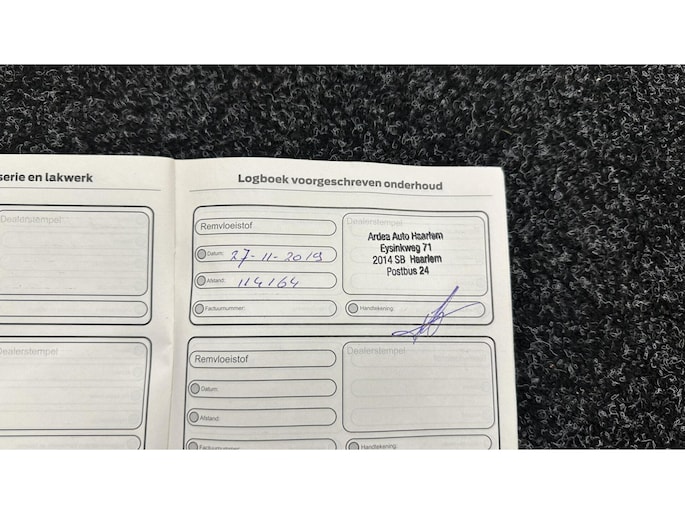 serie en lakwerk
Dealerstempel
Dealerstempel
Logboek voorgeschreven onderhoud
Remvloeistof
Datum: 27-11-2019
Afstand: 114164
Factuurnummer:
Dealerstempel
Ardea Auto Haarlem
Eysinkweg 71
2014 SB Haarlem
Postbus 24
Handtekening:
Remvloeistof
Datum:
Afstand:
Factuurnummer:
Dealerstempel
Handtekening: